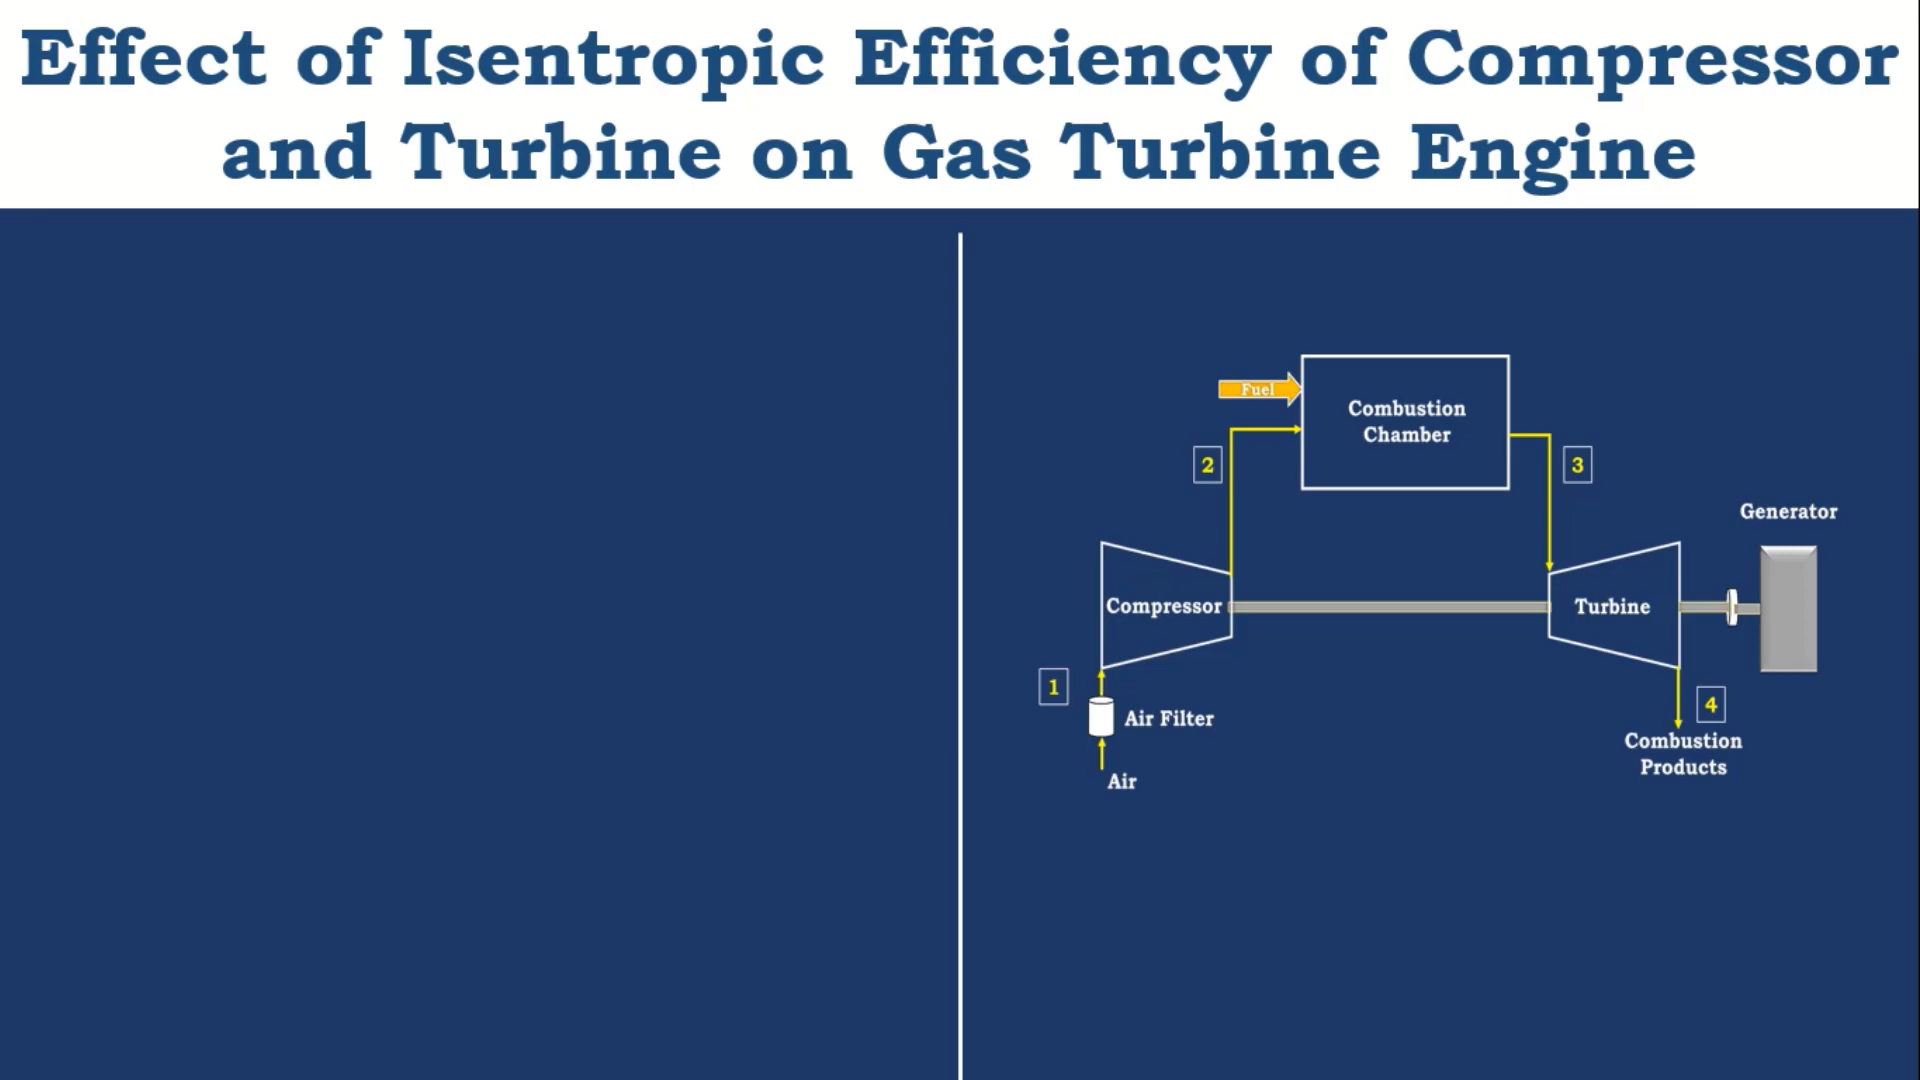 Effect of Isentropic Efficiency of Compressor
and Turbine on Gas Turbine Engine
Fuel
Combustion
Chamber
2
3
Generator
Compressor
Turbine
1
Air Filter
4
Combustion
Products
Air